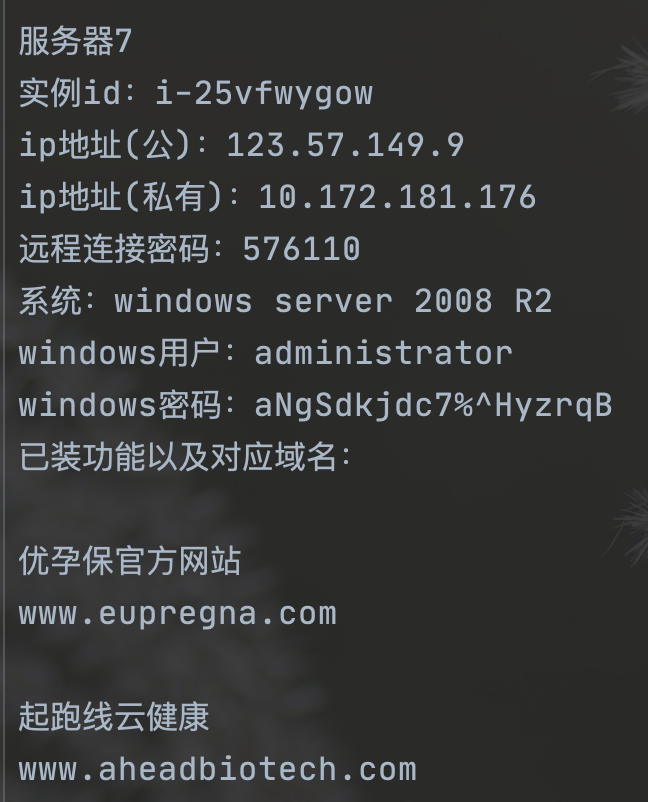 服务器7
实例id: i-25vfwygow
ip地址(公): 123.57.149.9
ip地址(私有): 10.172.181.176
远程连接密码: 576110
系统: windows server 2008 R2
windows用户: administrator
windows密码: aNgSdkjdc7%^HyzrqB
已装功能以及对应域名:
优孕保官方网站
www.eupregna.com
起跑线云健康
www.aheadbiotech.com